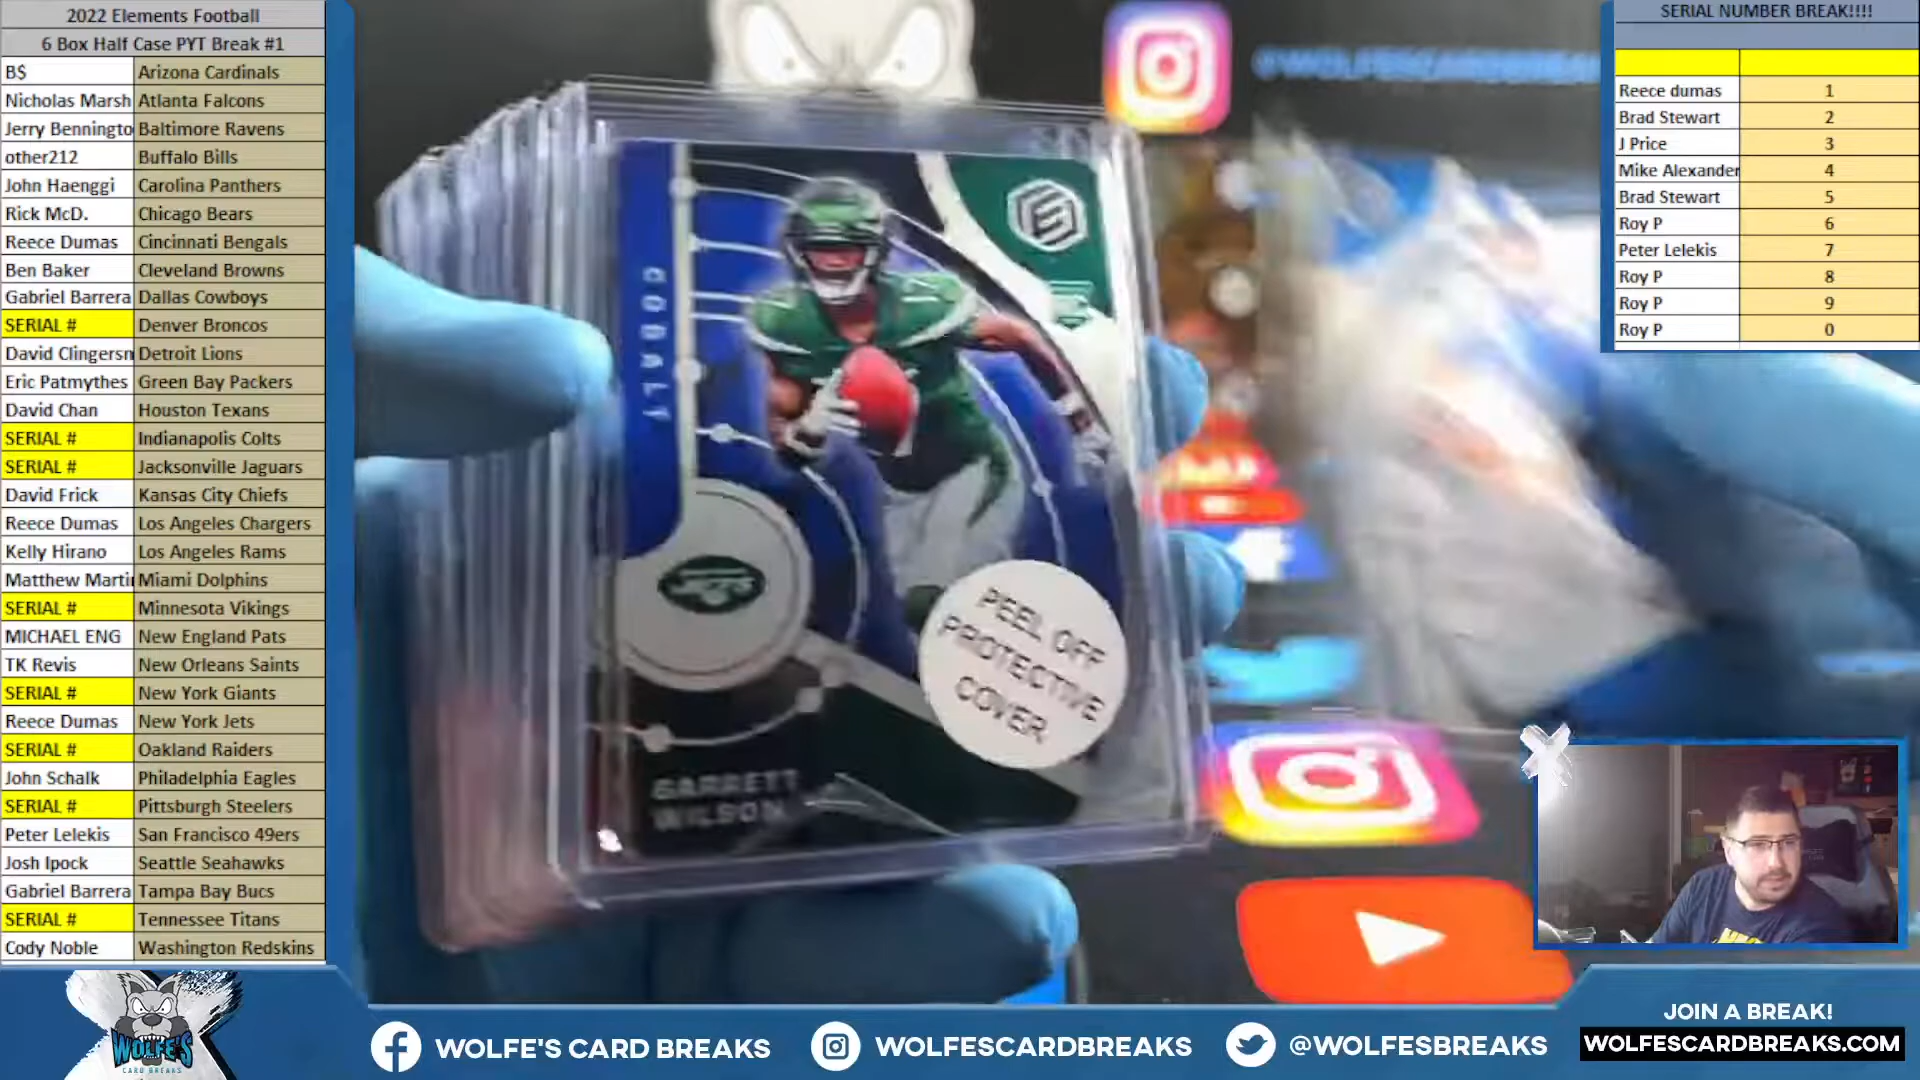 2022 Elements Football
6 Box Half Case PYT Break #1
B$ Arizona Cardinals
Nicholas Marsh Atlanta Falcons
Jerry Benningto Baltimore Ravens
other212 Buffalo Bills
John Haenggi Carolina Panthers
Rick McD. Chicago Bears
Reece Dumas Cincinnati Bengals
Ben Baker Cleveland Browns
Gabriel Barrera Dallas Cowboys
SERIAL # Denver Broncos
David Clingersn Detroit Lions
Eric Patmythes Green Bay Packers
David Chan Houston Texans
SERIAL # Indianapolis Colts
SERIAL # Jacksonville Jaguars
David Frick Kansas City Chiefs
Reece Dumas Los Angeles Chargers
Kelly Hirano Los Angeles Rams
Matthew Marti Miami Dolphins
SERIAL # Minnesota Vikings
MICHAEL ENG New England Pats
TK Revis New Orleans Saints
SERIAL # New York Giants
Reece Dumas New York Jets
SERIAL # Oakland Raiders
John Schalk Philadelphia Eagles
SERIAL # Pittsburgh Steelers
Peter Lelekis San Francisco 49ers
Josh Ipock Seattle Seahawks
Gabriel Barrera Tampa Bay Bucs
SERIAL # Tennessee Titans
Cody Noble Washington Redskins
@WOLFESCARDBREAKS
COBALT
JETS
PEEL OFF
PROTECTIVE
COVER
GARRETT
WILSON
SERIAL NUMBER BREAK!!!!
Reece dumas 1
Brad Stewart 2
J Price 3
Mike Alexander 4
Brad Stewart 5
Roy P 6
Peter Lelekis 7
Roy P 8
Roy P 9
Roy P 0
WOLFE'S
CARD BREAKS
WOLFE'S CARD BREAKS
WOLFESCARDBREAKS
@WOLFESBREAKS
JOIN A BREAK!
WOLFESCARDBREAKS.COM